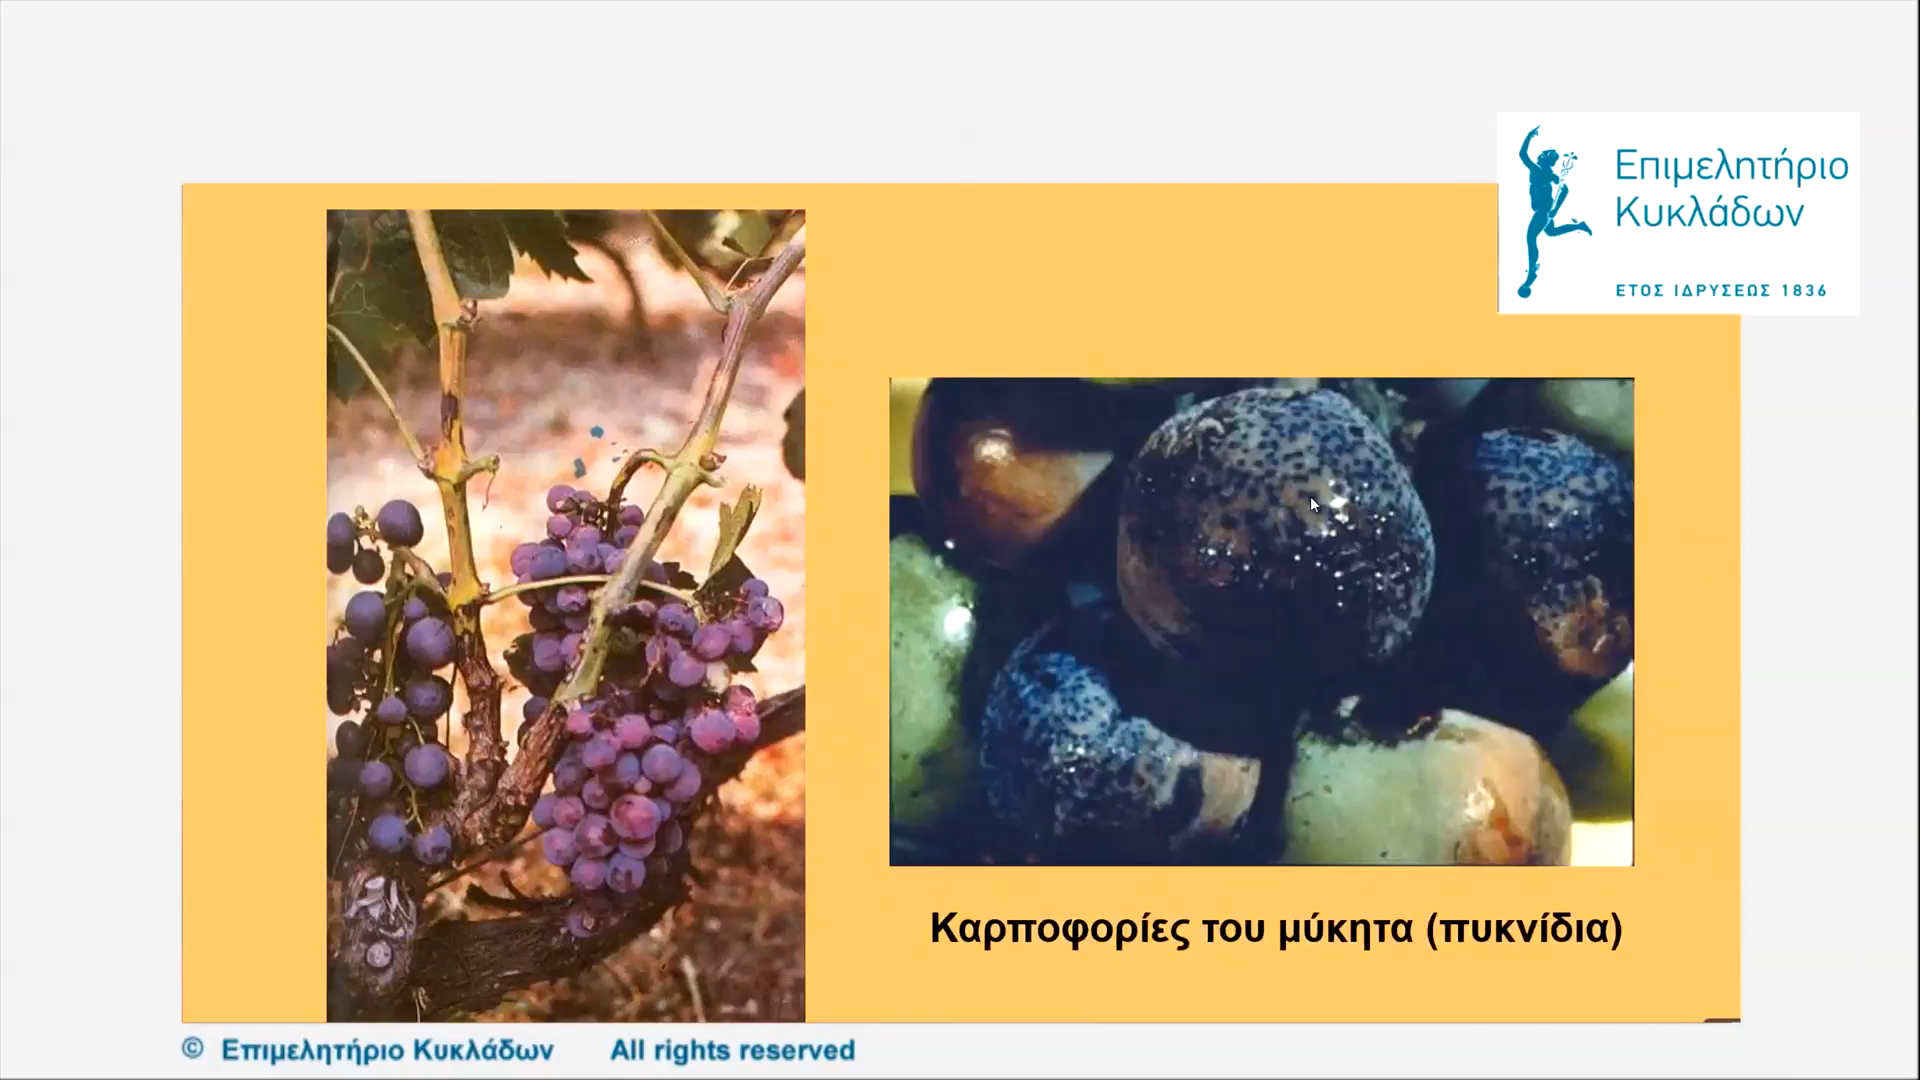 Επιμελητήριο
Κυκλάδων
ΕΤΟΣ ΙΔΡΥΣΕΩΣ 1836
Καρποφορίες του μύκητα (πυκνίδια)
© Επιμελητήριο Κυκλάδων All rights reserved